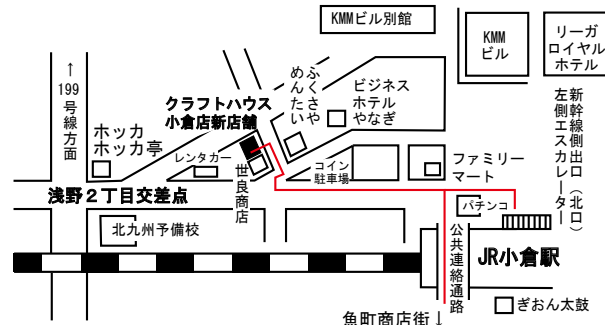 KMMビル別館
KMM
ビル
リーガ
ロイヤル
ホテル
↑
199
号線方面
クラフトハウス
小倉店新店舗
ふくさや
めんたい
ビジネス
ホテル
やなぎ
新幹線側出口（北口）
左側エスカレーター
ホッカ
ホッカ亭
レンタカー
世良商店
コイン
駐車場
ファミリー
マート
浅野２丁目交差点
パチンコ
北九州予備校
公共連絡通路
JR小倉駅
ぎおん太鼓
魚町商店街↓